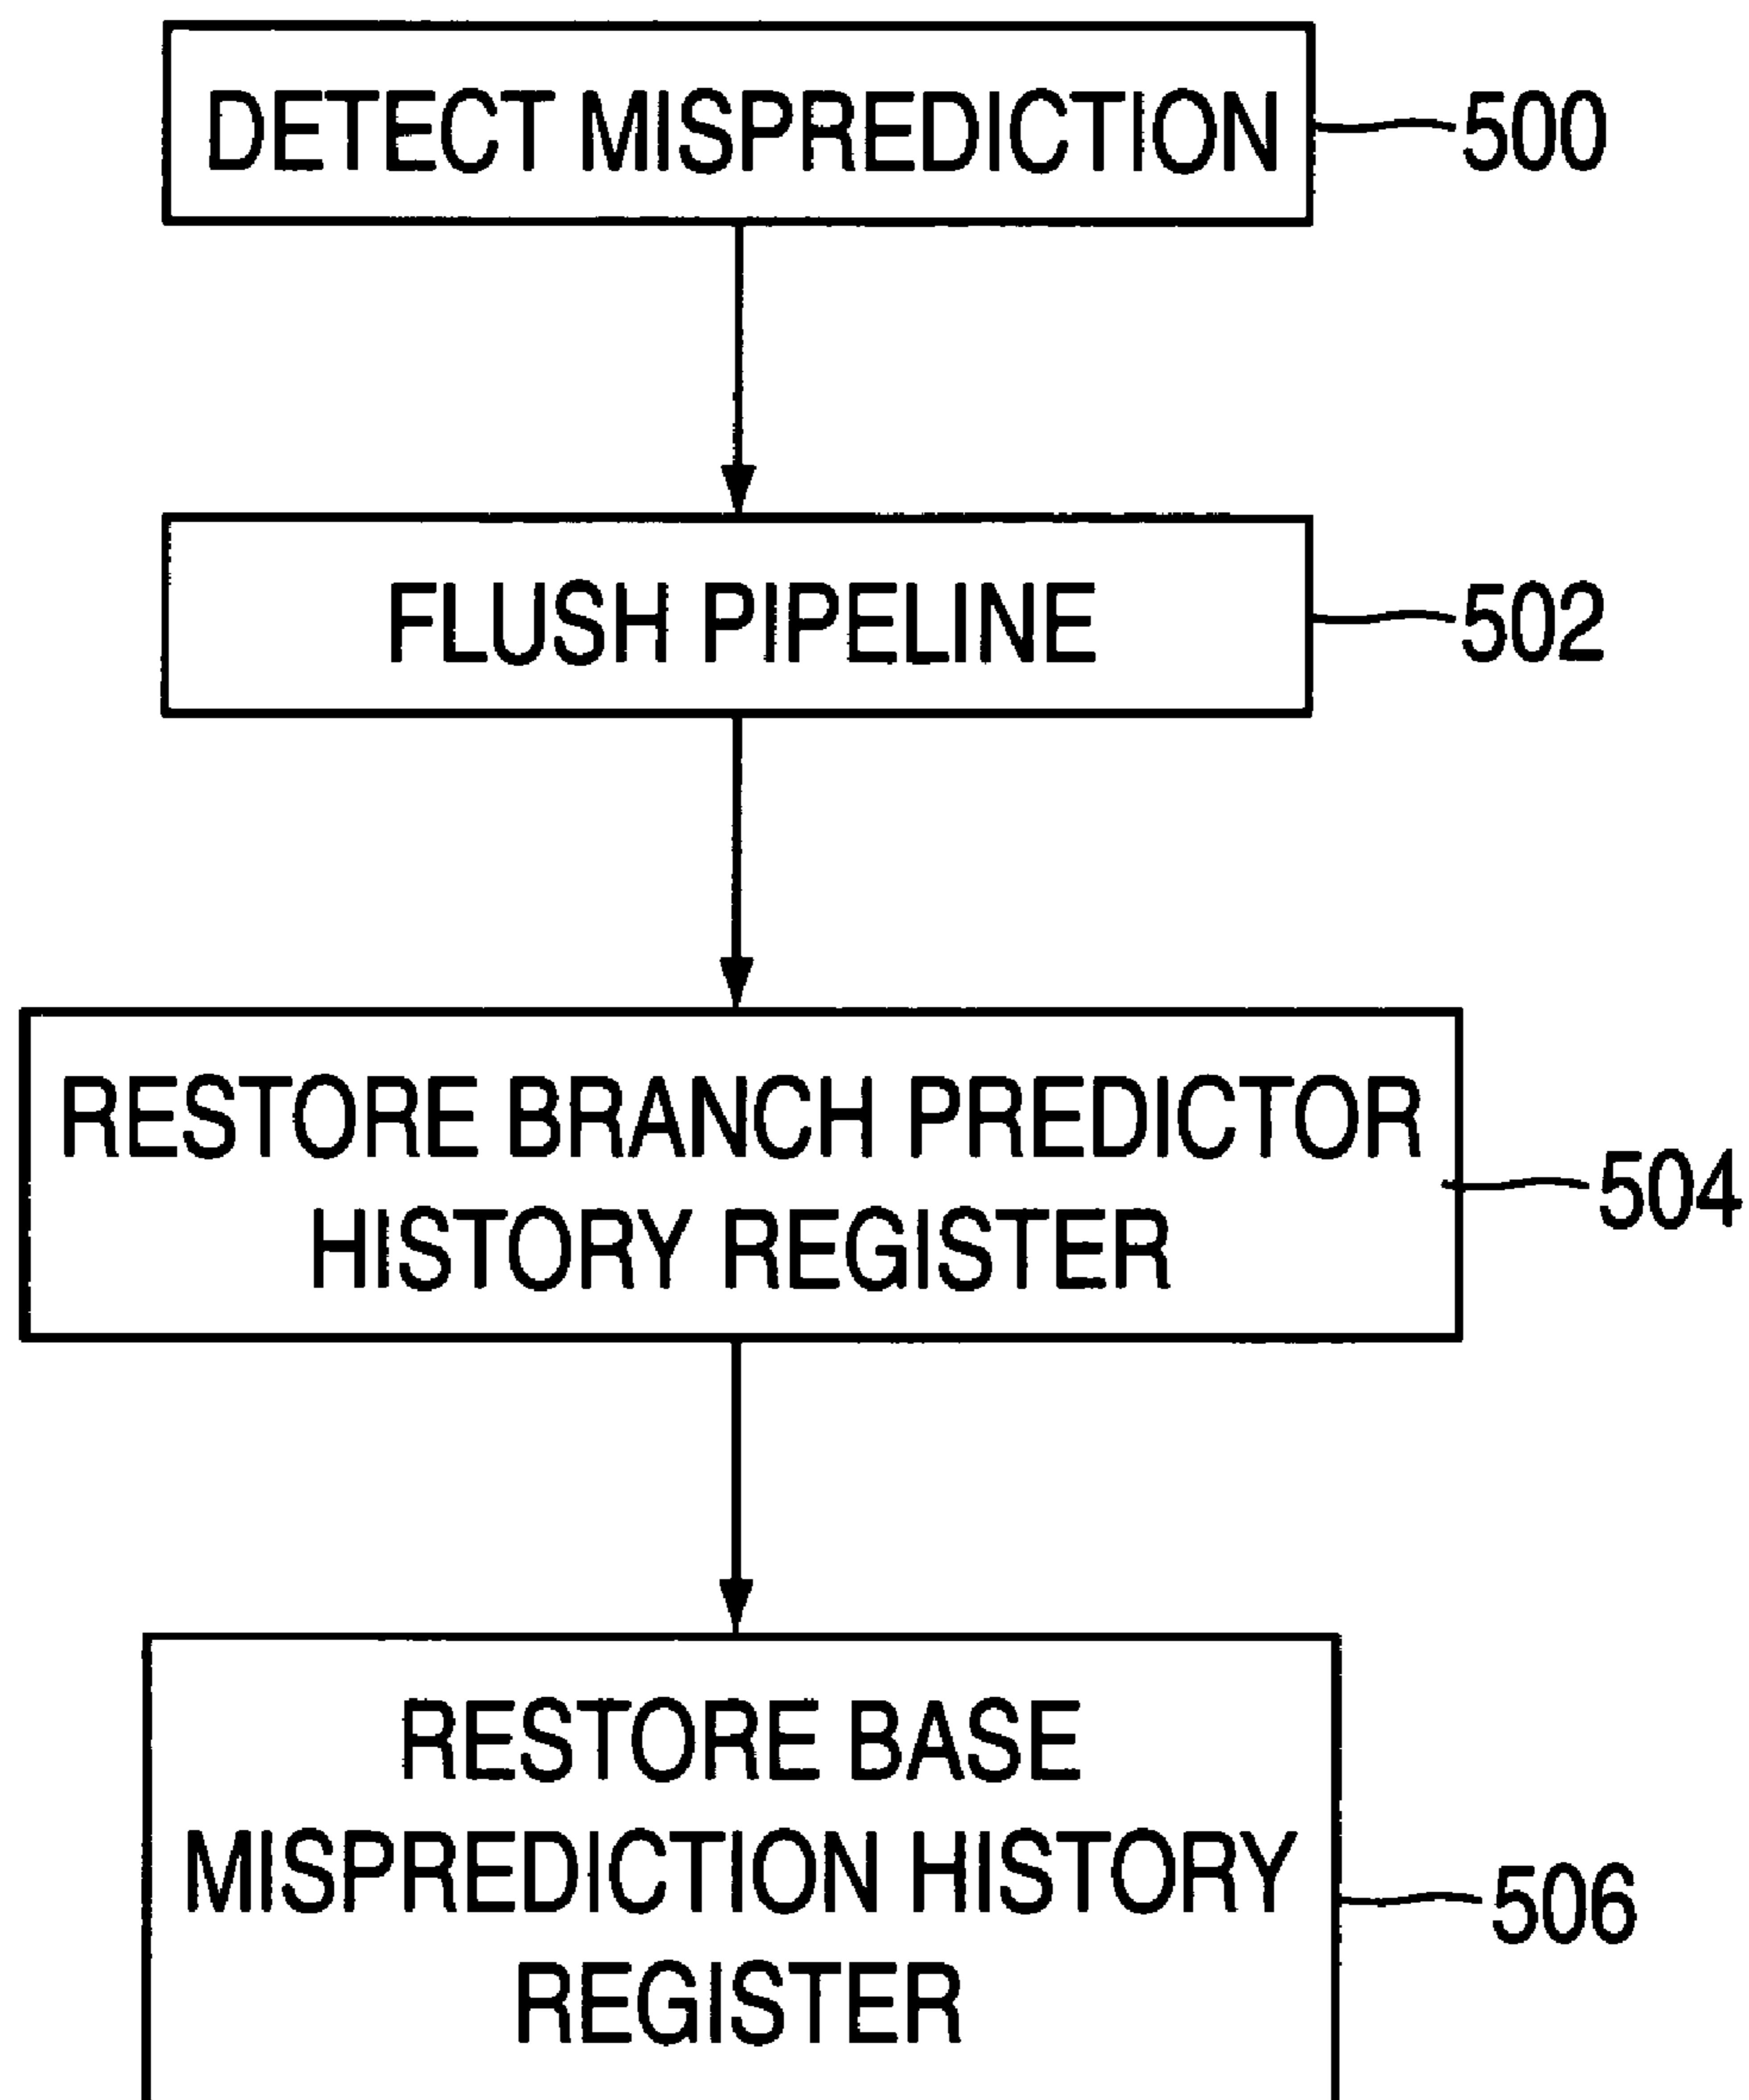 DETECT MISPREDICTION
500
FLUSH PIPELINE
502
RESTORE BRANCH PREDICTOR
HISTORY REGISTER
504
RESTORE BASE
MISPREDICTION HISTORY
REGISTER
506